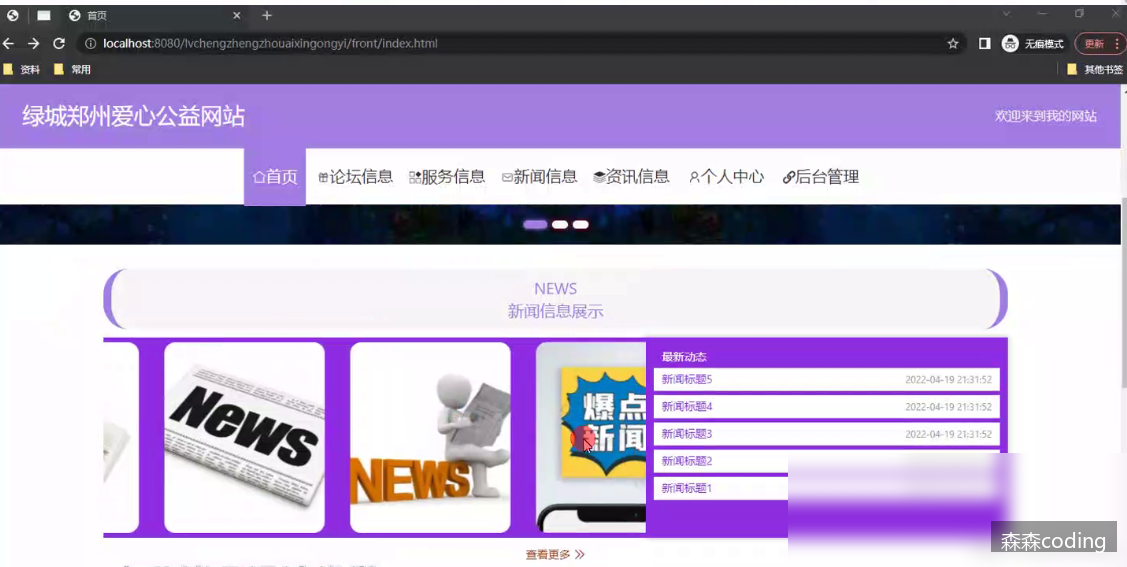 首页
localhost:8080/lvchengzhengzhouaixingongyi/front/index.html
无痕模式
更新
资料
常用
其他书签
绿城郑州爱心公益网站
欢迎来到我的网站
首页
论坛信息
服务信息
新闻信息
资讯信息
个人中心
后台管理
NEWS
新闻信息展示
News
NEWS
爆点
新闻
最新动态
新闻标题5 2022-04-19 21:31:52
新闻标题4 2022-04-19 21:31:52
新闻标题3 2022-04-19 21:31:52
新闻标题2
新闻标题1
查看更多
森森coding